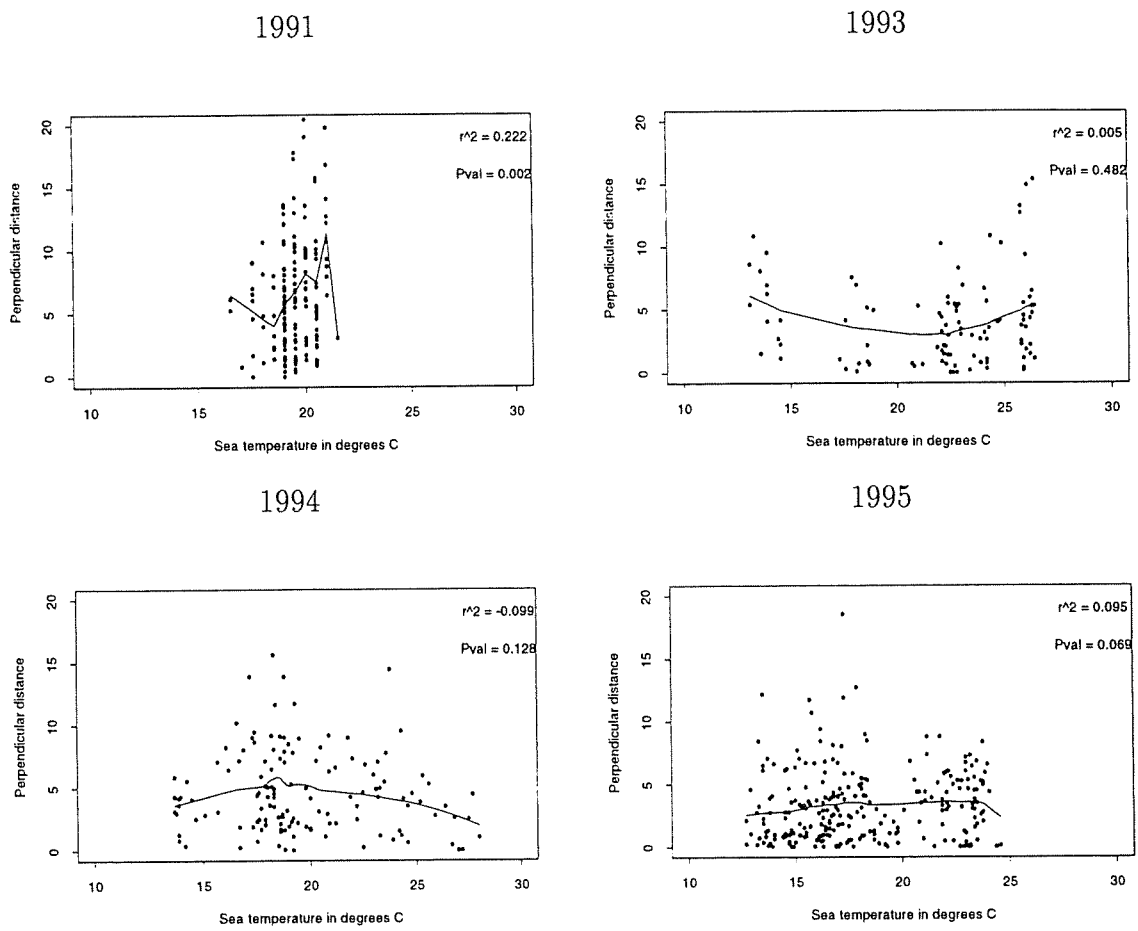 1991
r^2 = 0.222
Pval = 0.002
Perpendicular distance
0 5 10 15 20
10 15 20 25 30
Sea temperature in degrees C
1993
r^2 = 0.005
Pval = 0.482
Perpendicular distance
0 5 10 15 20
10 15 20 25 30
Sea temperature in degrees C
1994
r^2 = -0.099
Pval = 0.128
Perpendicular distance
0 5 10 15 20
10 15 20 25 30
Sea temperature in degrees C
1995
r^2 = 0.095
Pval = 0.069
Perpendicular distance
0 5 10 15 20
10 15 20 25 30
Sea temperature in degrees C